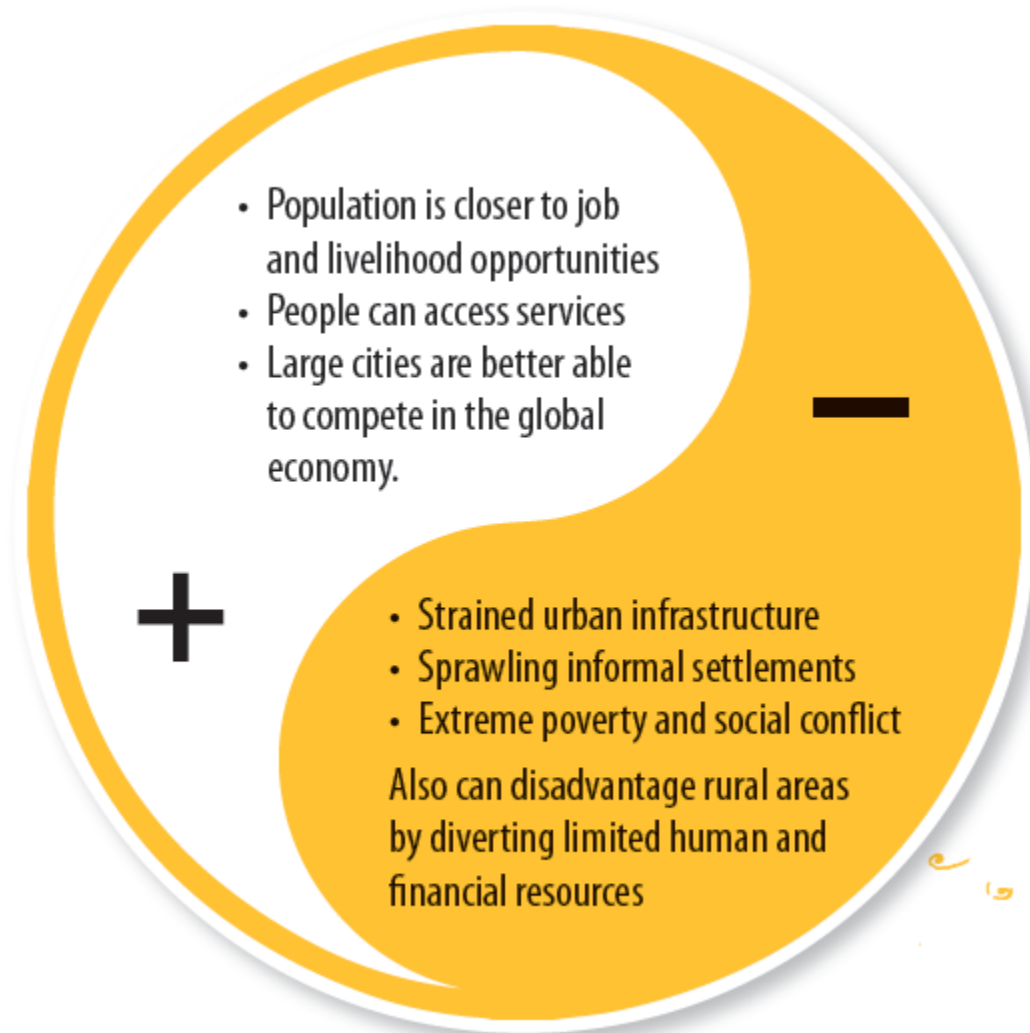 • Population is closer to job
and livelihood opportunities
• People can access services
• Large cities are better able
to compete in the global
economy.
−
+
• Strained urban infrastructure
• Sprawling informal settlements
• Extreme poverty and social conflict
Also can disadvantage rural areas
by diverting limited human and
financial resources